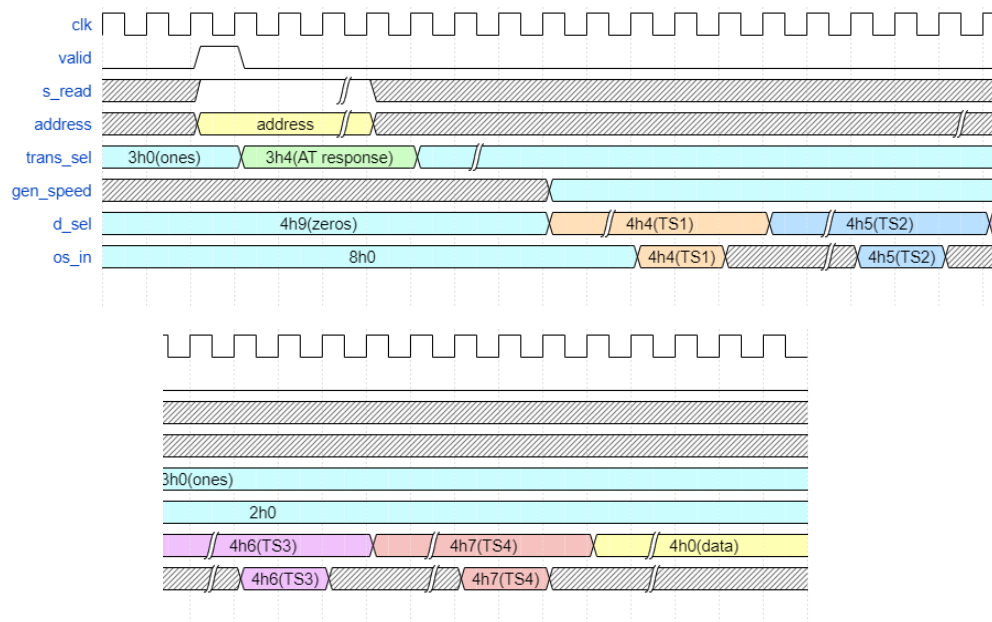 clk
valid
s_read
address address
trans_sel 3h0(ones) 3h4(AT response)
gen_speed
d_sel 4h9(zeros) 4h4(TS1) 4h5(TS2)
os_in 8h0 4h4(TS1) 4h5(TS2)
3h0(ones)
2h0
4h6(TS3) 4h7(TS4) 4h0(data)
4h6(TS3) 4h7(TS4)